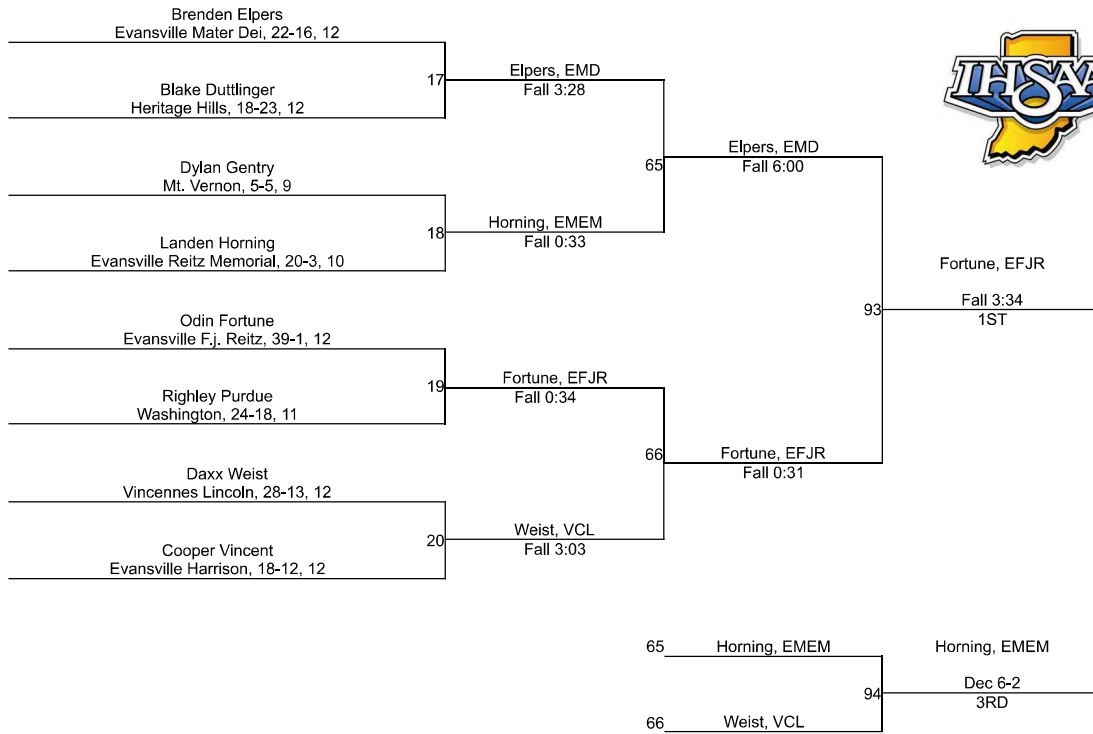 Brenden Elpers
Evansville Mater Dei, 22-16, 12
17
Blake Duttlinger
Heritage Hills, 18-23, 12
Elpers, EMD
Fall 3:28
65
Dylan Gentry
Mt. Vernon, 5-5, 9
18
Landen Horning
Evansville Reitz Memorial, 20-3, 10
Horning, EMEM
Fall 0:33
Elpers, EMD
Fall 6:00
93
Odin Fortune
Evansville F.j. Reitz, 39-1, 12
19
Righley Purdue
Washington, 24-18, 11
Fortune, EFJR
Fall 0:34
66
Daxx Weist
Vincennes Lincoln, 28-13, 12
20
Cooper Vincent
Evansville Harrison, 18-12, 12
Weist, VCL
Fall 3:03
Fortune, EFJR
Fall 0:31
IHSAA
Fortune, EFJR
Fall 3:34
1ST
65
Horning, EMEM
94
66
Weist, VCL
Horning, EMEM
Dec 6-2
3RD